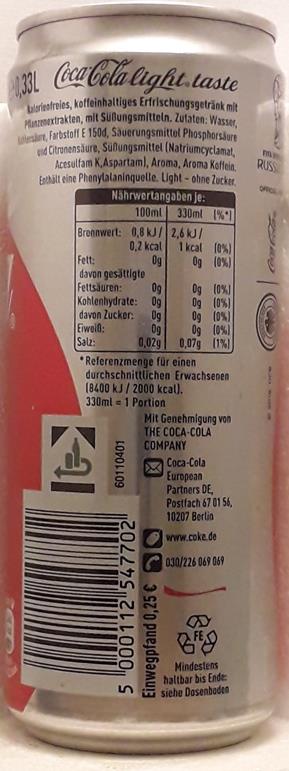 0,33L Coca-Cola light taste
Kalorienfreies, koffeinhaltiges Erfrischungsgetränk mit
Pflanzenextrakten, mit Süßungsmitteln. Zutaten: Wasser,
Kohlensäure, Farbstoff E 150d, Säuerungsmittel Phosphorsäure
und Citronensäure, Süßungsmittel (Natriumcyclamat,
Acesulfam K,Aspartam), Aroma, Aroma Koffein.
Enthält eine Phenylalaninquelle. Light - ohne Zucker.
Nährwertangaben je:
100ml 330ml (%*)
Brennwert: 0,8 kJ / 2,6 kJ /
0,2 kcal 1 kcal (0%)
Fett: 0g 0g (0%)
davon gesättigte
Fettsäuren: 0g 0g (0%)
Kohlenhydrate: 0g 0g (0%)
davon Zucker: 0g 0g (0%)
Eiweiß: 0g 0g (0%)
Salz: 0,02g 0,07g (1%)
*Referenzmenge für einen
durchschnittlichen Erwachsenen
(8400 kJ / 2000 kcal).
330ml = 1 Portion
Mit Genehmigung von
THE COCA-COLA
COMPANY
Coca-Cola
European
Partners DE,
Postfach 67 01 56,
10207 Berlin
www.coke.de
030/226 069 069
60110401
5 000112 547702
Einwegpfand 0,25 €
FE
Mindestens
haltbar bis Ende:
siehe Dosenboden
RUSS
Coca-Cola